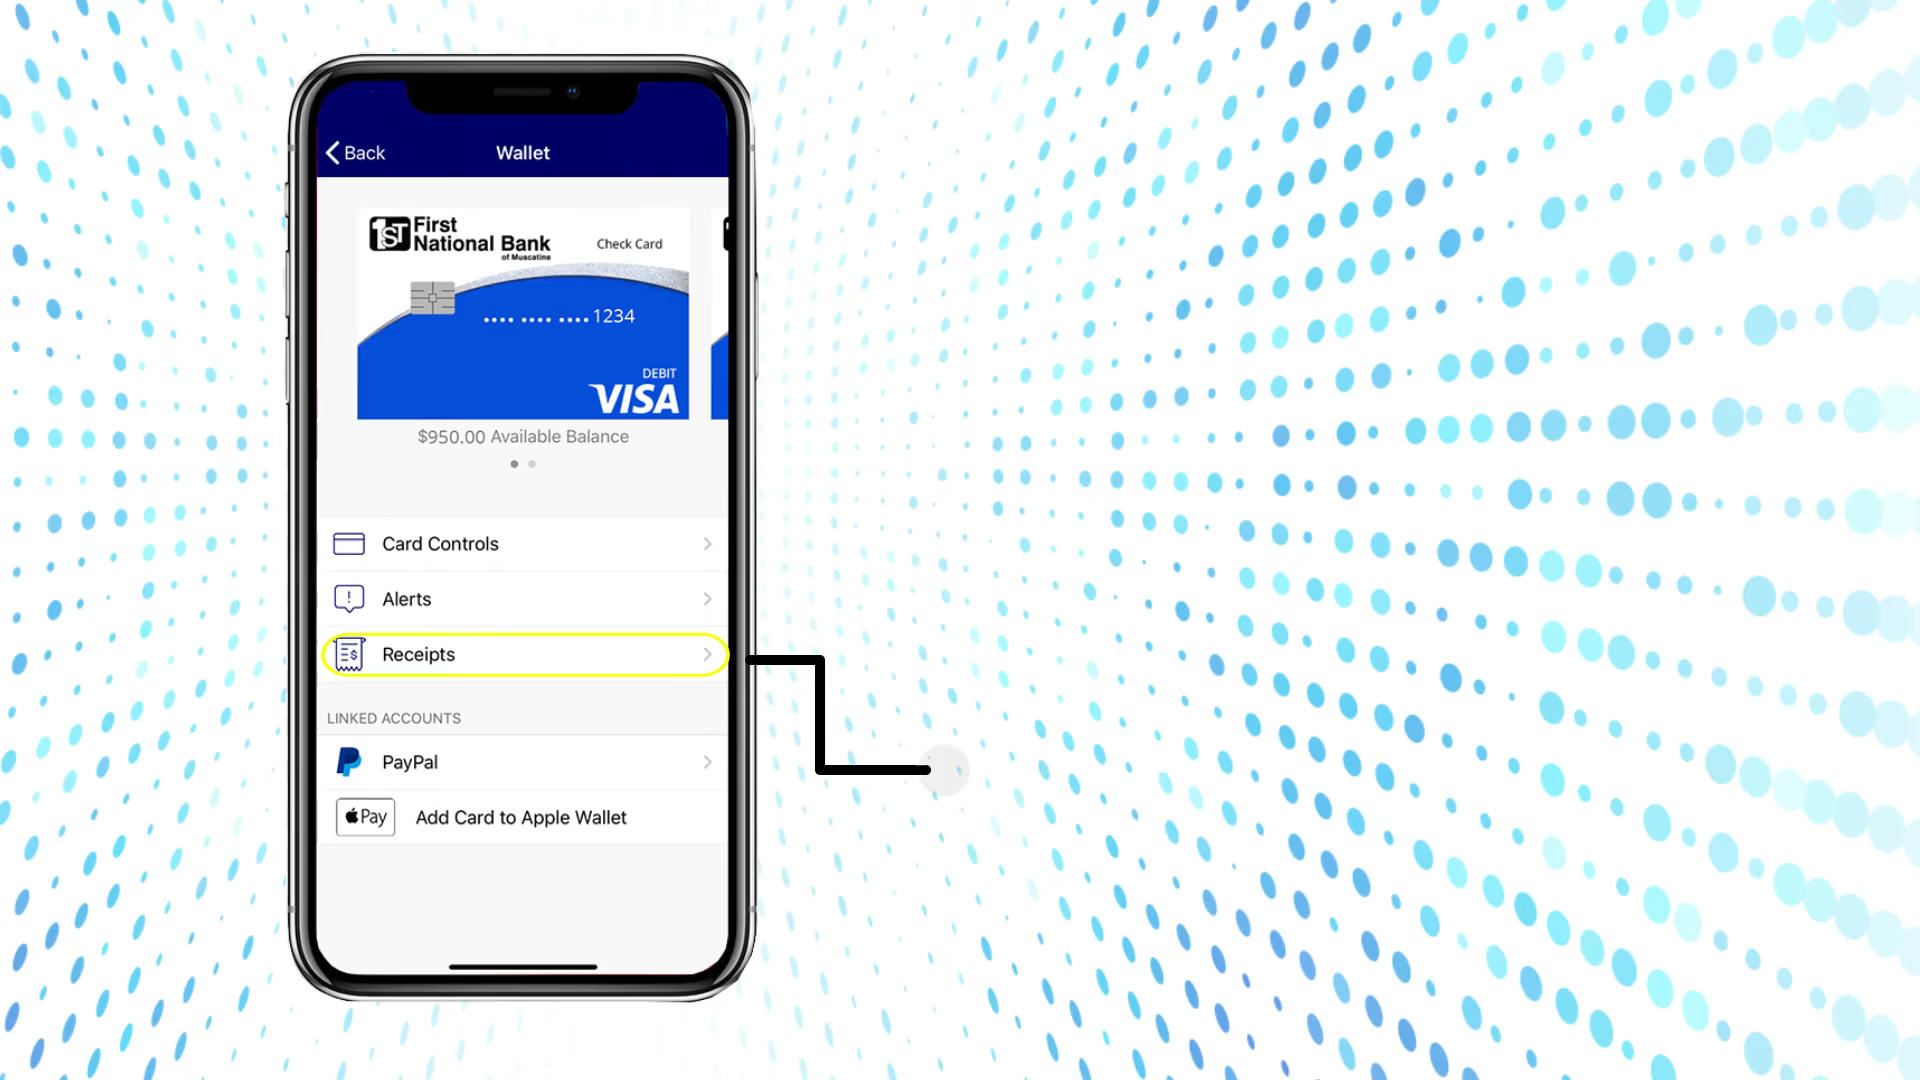 Back
Wallet
1ST First
National Bank
of Muscatine
Check Card
•••• •••• ••••1234
DEBIT
VISA
$950.00 Available Balance
Card Controls
Alerts
Receipts
LINKED ACCOUNTS
PayPal
Pay Add Card to Apple Wallet